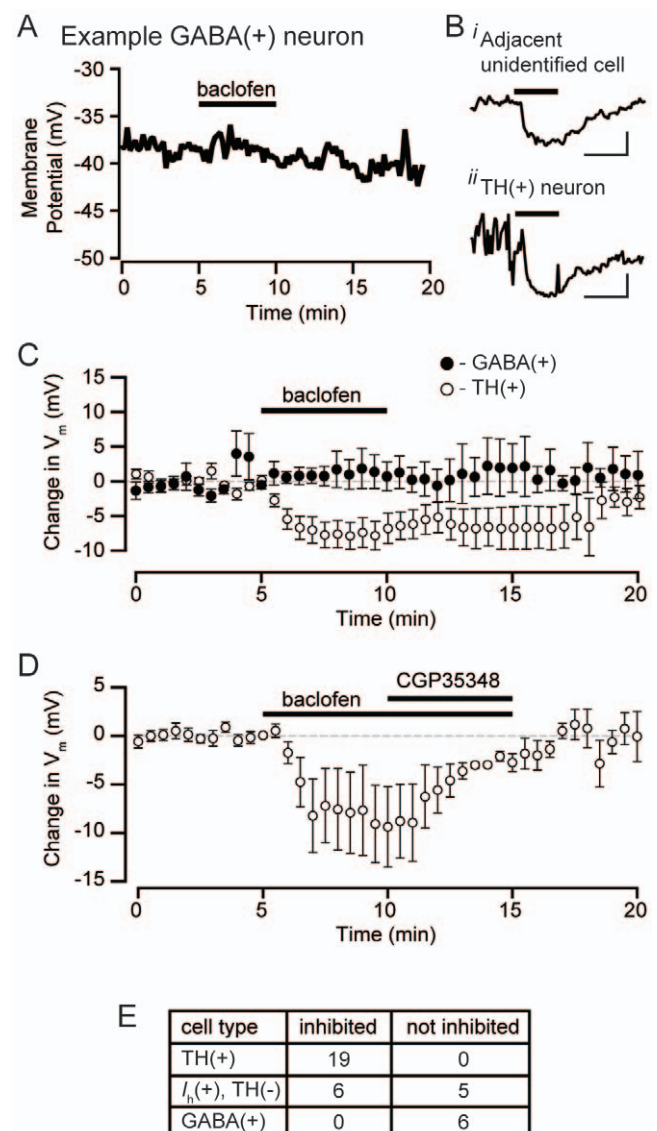 A Example GABA(+) neuron
-30
-35
-40
-45
-50
Membrane
Potential (mV)
baclofen
0 5 10 15 20
Time (min)
B i Adjacent
unidentified cell
ii TH(+) neuron
C
● - GABA(+)
○ - TH(+)
15
10
5
0
-5
-10
Change in Vm (mV)
baclofen
0 5 10 15 20
Time (min)
D
5
0
-5
-10
-15
Change in Vm (mV)
CGP35348
baclofen
0 5 10 15 20
Time (min)
E
cell type inhibited not inhibited
TH(+) 19 0
Ih(+), TH(-) 6 5
GABA(+) 0 6